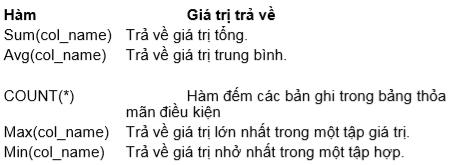 Hàm Giá trị trả về
Sum(col_name) Trả về giá trị tổng.
Avg(col_name) Trả về giá trị trung bình.
COUNT(*) Hàm đếm các bản ghi trong bảng thỏa
mãn điều kiện
Max(col_name) Trả về giá trị lớn nhất trong một tập giá trị.
Min(col_name) Trả về giá trị nhở nhất trong một tập hợp.